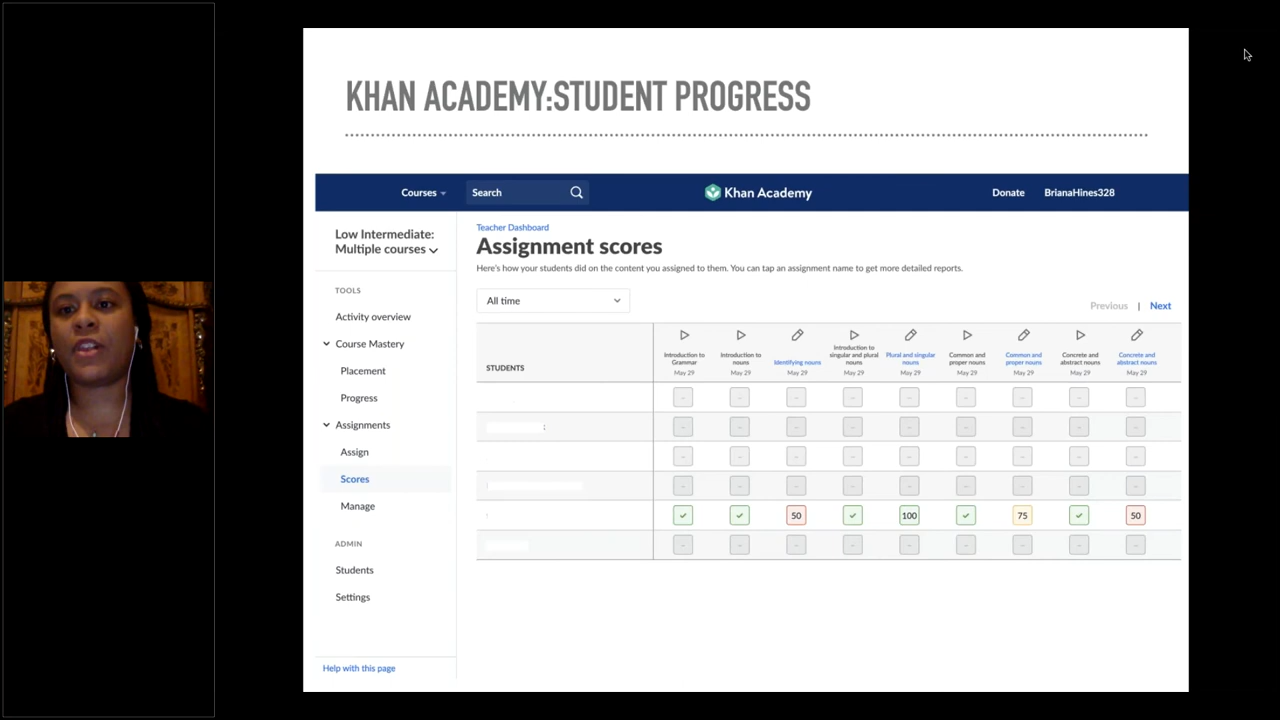 KHAN ACADEMY:STUDENT PROGRESS
Courses
Search
Khan Academy
Donate
BrianaHines328
Low Intermediate:
Multiple courses
TOOLS
Activity overview
Course Mastery
Placement
Progress
Assignments
Assign
Scores
Manage
ADMIN
Students
Settings
Help with this page
Teacher Dashboard
Assignment scores
Here's how your students did on the content you assigned to them. You can tap an assignment name to get more detailed reports.
All time
Previous | Next
STUDENTS
Introduction to
Grammar
May 29
Introduction to
nouns
May 29
Identifying nouns
May 29
Introduction to
singular and plural
nouns
May 29
Plural and singular
nouns
May 29
Common and
proper nouns
May 29
Common and
proper nouns
May 29
Concrete and
abstract nouns
May 29
Concrete and
abstract nouns
May 29
50 100 75 50